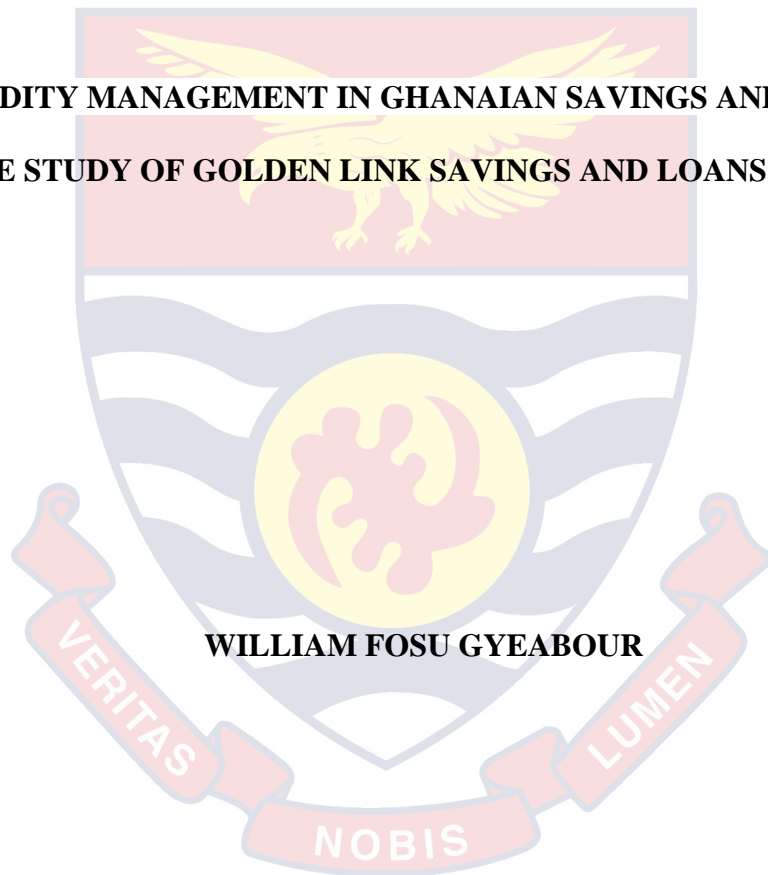 DITY MANAGEMENT IN GHANAIAN SAVINGS AN
E STUDY OF GOLDEN LINK SAVINGS AND LOANS
WILLIAM FOSU GYEABOUR
VERITAS
NOBIS
LUMEN